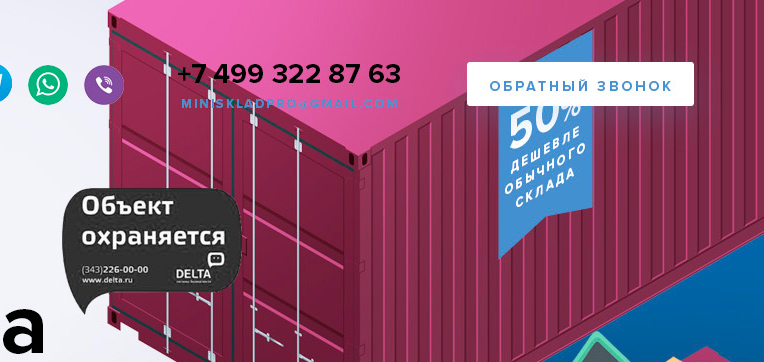 +7 499 322 87 63
MINISKLADPRO@GMAIL.COM
ОБРАТНЫЙ ЗВОНОК
50%
ДЕШЕВЛЕ
ОБЫЧНОГО
СКЛАДА
Объект
охраняется
(343)226-00-00
www.delta.ru
DELTA
а